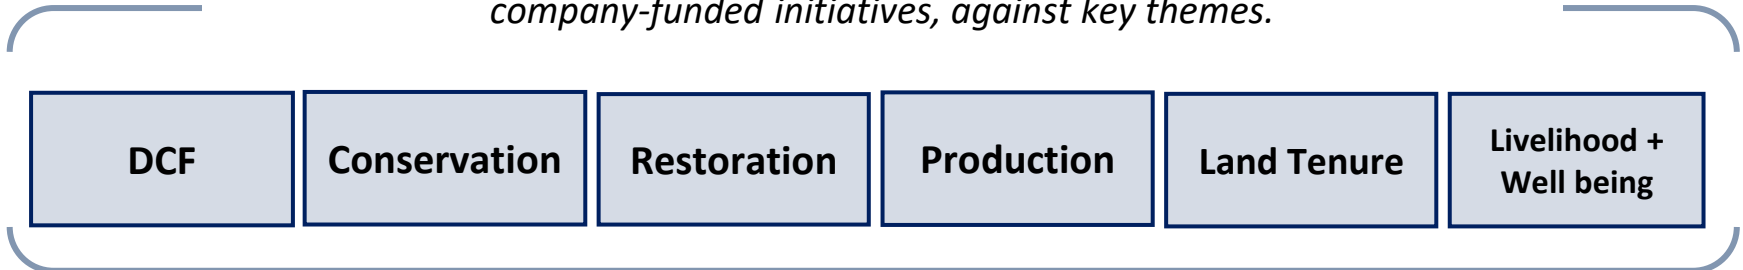 company-funded initiatives, against key themes.
DCF
Conservation
Restoration
Production
Land Tenure
Livelihood +
Well being